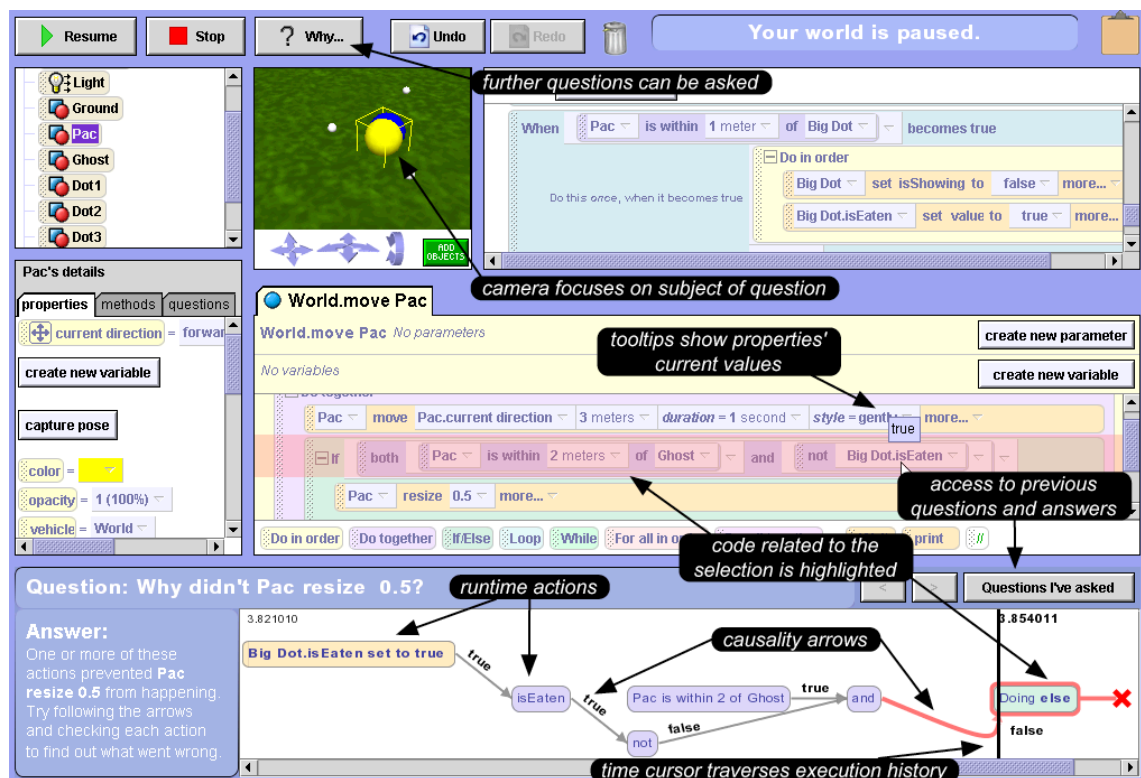 Resume
Stop
? Why...
Undo
Redo
Your world is paused.
further questions can be asked
Light
Ground
Pac
Ghost
Dot1
Dot2
Dot3
ADD
OBJECTS
When Pac is within 1 meter of Big Dot becomes true
Do in order
Do this once, when it becomes true
Big Dot set isShowing to false more...
Big Dot.isEaten set value to true more...
camera focuses on subject of question
Pac's details
properties methods questions
current direction = forwar
create new variable
capture pose
color =
opacity = 1 (100%)
vehicle = World
World.move Pac
World.move Pac No parameters
create new parameter
tooltips show properties'
current values
No variables
create new variable
Do together
Pac move Pac.current direction 3 meters duration = 1 second style = gently more...
true
If both Pac is within 2 meters of Ghost and not Big Dot.isEaten
Pac resize 0.5 more...
access to previous
questions and answers
Do in order Do together If/Else Loop While For all in o print //
code related to the
selection is highlighted
Question: Why didn't Pac resize 0.5?
runtime actions
< >
Questions I've asked
Answer:
One or more of these
actions prevented Pac
resize 0.5 from happening.
Try following the arrows
and checking each action
to find out what went wrong.
3.821010
3.854011
Big Dot.isEaten set to true
true
causality arrows
isEaten
true
Pac is within 2 of Ghost
true
and
Doing else
not
false
false
time cursor traverses execution history